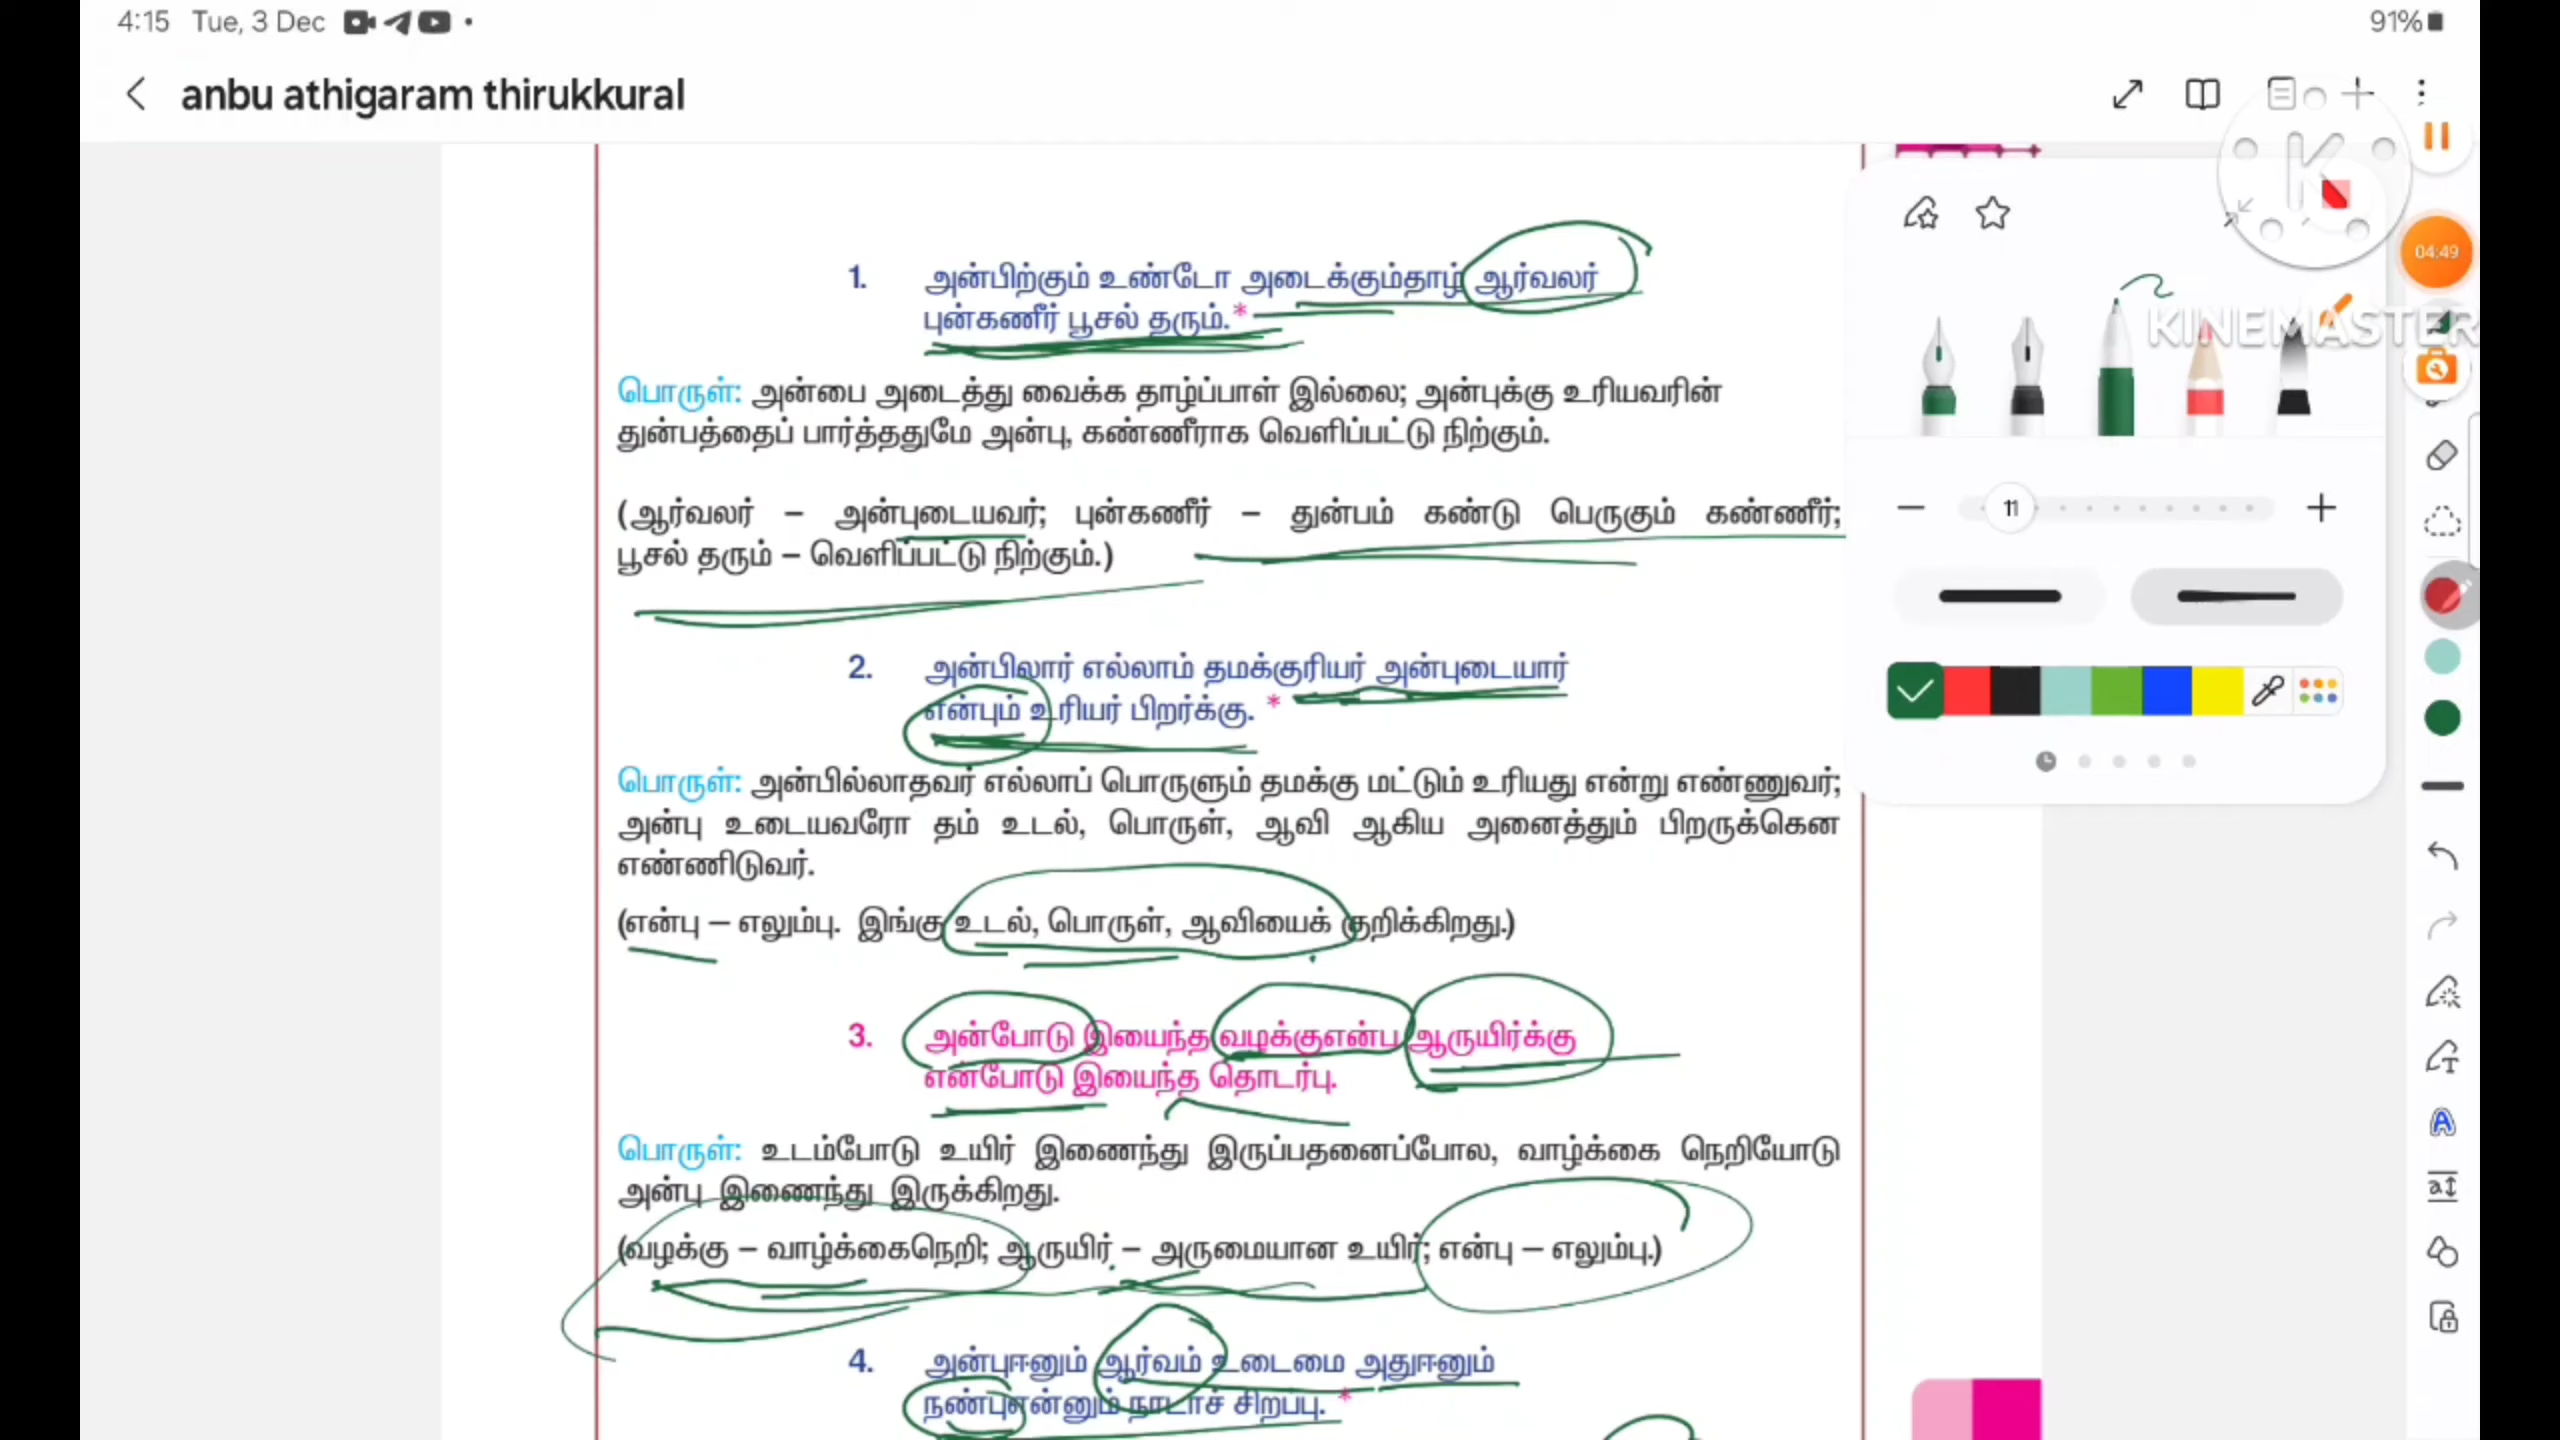 4:15 Tue, 3 Dec
91%
anbu athigaram thirukkural
04:49
KINEMASTER
11
1. அன்பிற்கும் உண்டோ அடைக்கும்தாழ் ஆர்வலர்
புன்கணீர் பூசல் தரும்.*
பொருள்: அன்பை அடைத்து வைக்க தாழ்ப்பாள் இல்லை; அன்புக்கு உரியவரின்
துன்பத்தைப் பார்த்ததுமே அன்பு, கண்ணீராக வெளிப்பட்டு நிற்கும்.
(ஆர்வலர் – அன்புடையவர்; புன்கணீர் – துன்பம் கண்டு பெருகும் கண்ணீர்;
பூசல் தரும் – வெளிப்பட்டு நிற்கும்.)
2. அன்பிலார் எல்லாம் தமக்குரியர் அன்புடையார்
என்பும் உரியர் பிறர்க்கு. *
பொருள்: அன்பில்லாதவர் எல்லாப் பொருளும் தமக்கு மட்டும் உரியது என்று எண்ணுவர்;
அன்பு உடையவரோ தம் உடல், பொருள், ஆவி ஆகிய அனைத்தும் பிறருக்கென
எண்ணிடுவர்.
(என்பு – எலும்பு. இங்கு உடல், பொருள், ஆவியைக் குறிக்கிறது.)
3. அன்போடு இயைந்த வழக்குஎன்ப ஆருயிர்க்கு
என்போடு இயைந்த தொடர்பு.
பொருள்: உடம்போடு உயிர் இணைந்து இருப்பதனைப்போல, வாழ்க்கை நெறியோடு
அன்பு இணைந்து இருக்கிறது.
(வழக்கு – வாழ்க்கைநெறி; ஆருயிர் – அருமையான உயிர்; என்பு – எலும்பு.)
4. அன்புஈனும் ஆர்வம் உடைமை அதுஈனும்
நண்புஎன்னும் நாடாச் சிறப்பு. *